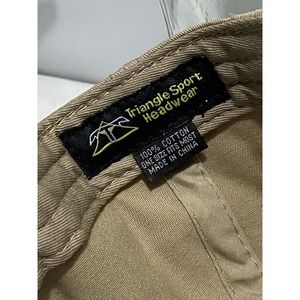 Triangle Sport
Headwear
100% COTTON
ONE SIZE FITS MOST
MADE IN CHINA